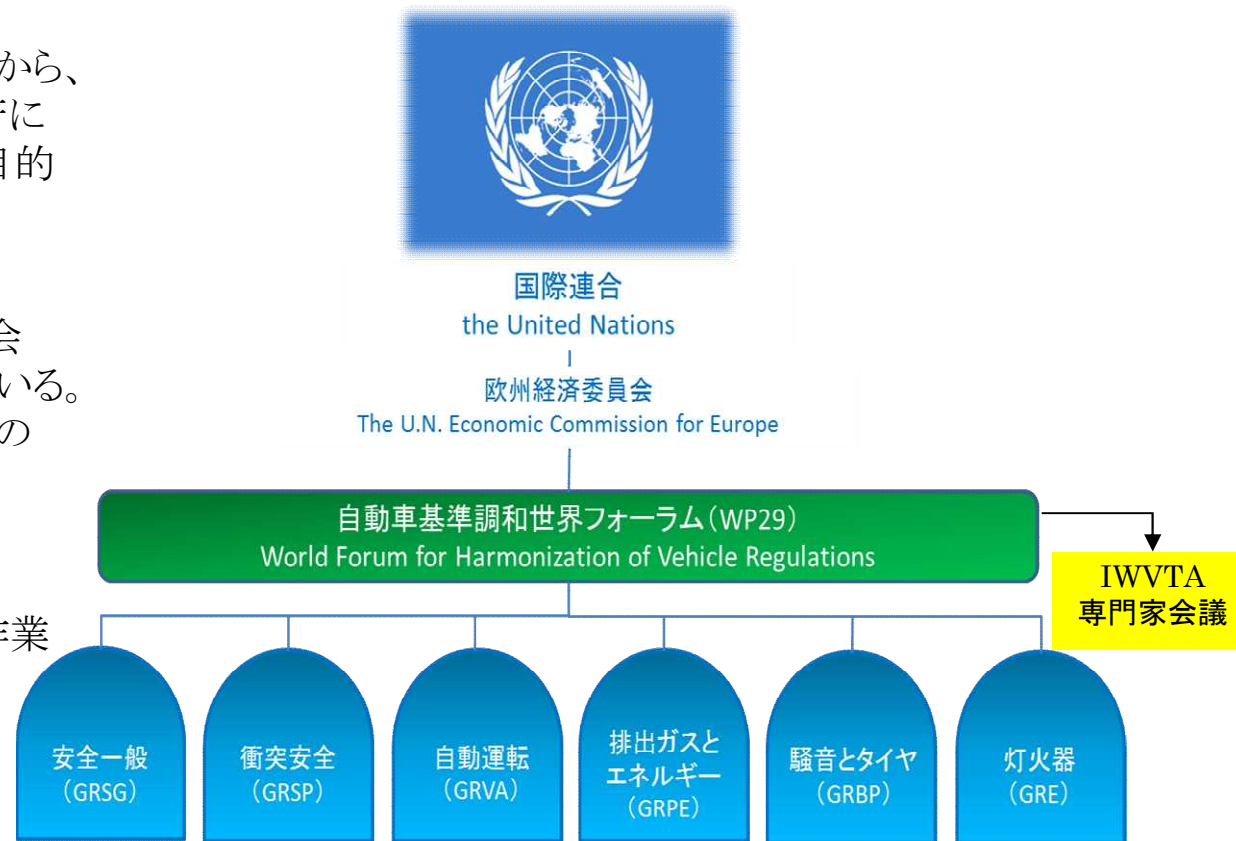 から、
に
目的
会
いる。
の
作業
国際連合
the United Nations
欧州経済委員会
The U.N. Economic Commission for Europe
自動車基準調和世界フォーラム（WP29）
World Forum for Harmonization of Vehicle Regulations
IWVTA
専門家会議
安全一般
（GRSG）
衝突安全
（GRSP）
自動運転
（GRVA）
排出ガスと
エネルギー
（GRPE）
騒音とタイヤ
（GRBP）
灯火器
（GRE）